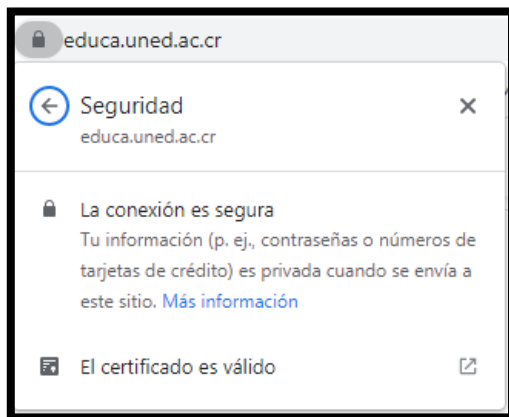 educa.uned.ac.cr
Seguridad
educa.uned.ac.cr
La conexión es segura
Tu información (p. ej., contraseñas o números de
tarjetas de crédito) es privada cuando se envía a
este sitio. Más información
El certificado es válido